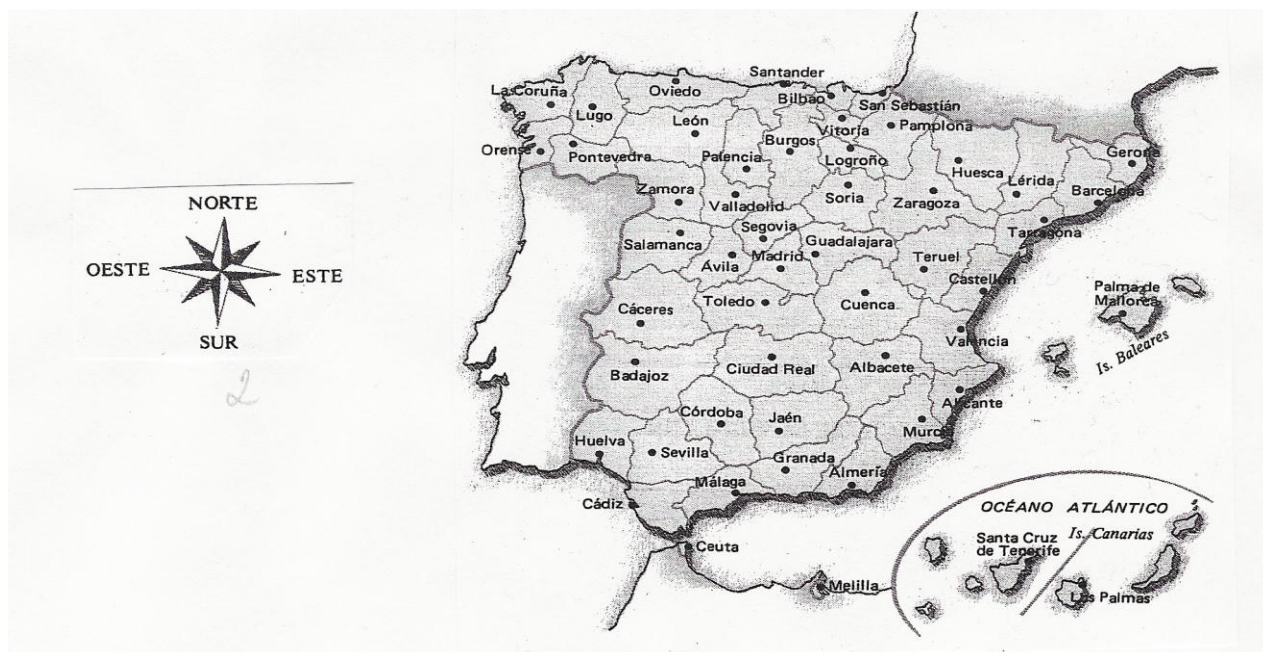 NORTE
OESTE
ESTE
SUR
2
Santander
La Coruña
Oviedo
Bilbao
San Sebastián
Lugo
León
Vitoría
Pamplona
Burgos
Orense
Pontevedra
Palencia
Logroño
Huesca
Gerona
Lérida
Barcelona
Zamora
Valladolid
Soria
Zaragoza
Segovia
Tarragona
Salamanca
Guadalajara
Ávila
Madrid
Teruel
Castellón
Cáceres
Toledo
Cuenca
Palma de
Mallorca
Valencia
Is. Baleares
Badajoz
Ciudad Real
Albacete
Alicante
Córdoba
Jaén
Murcia
Huelva
Sevilla
Granada
Almería
Málaga
Cádiz
Ceuta
Melilla
OCÉANO ATLÁNTICO
Is. Canarias
Santa Cruz
de Tenerife
Las Palmas